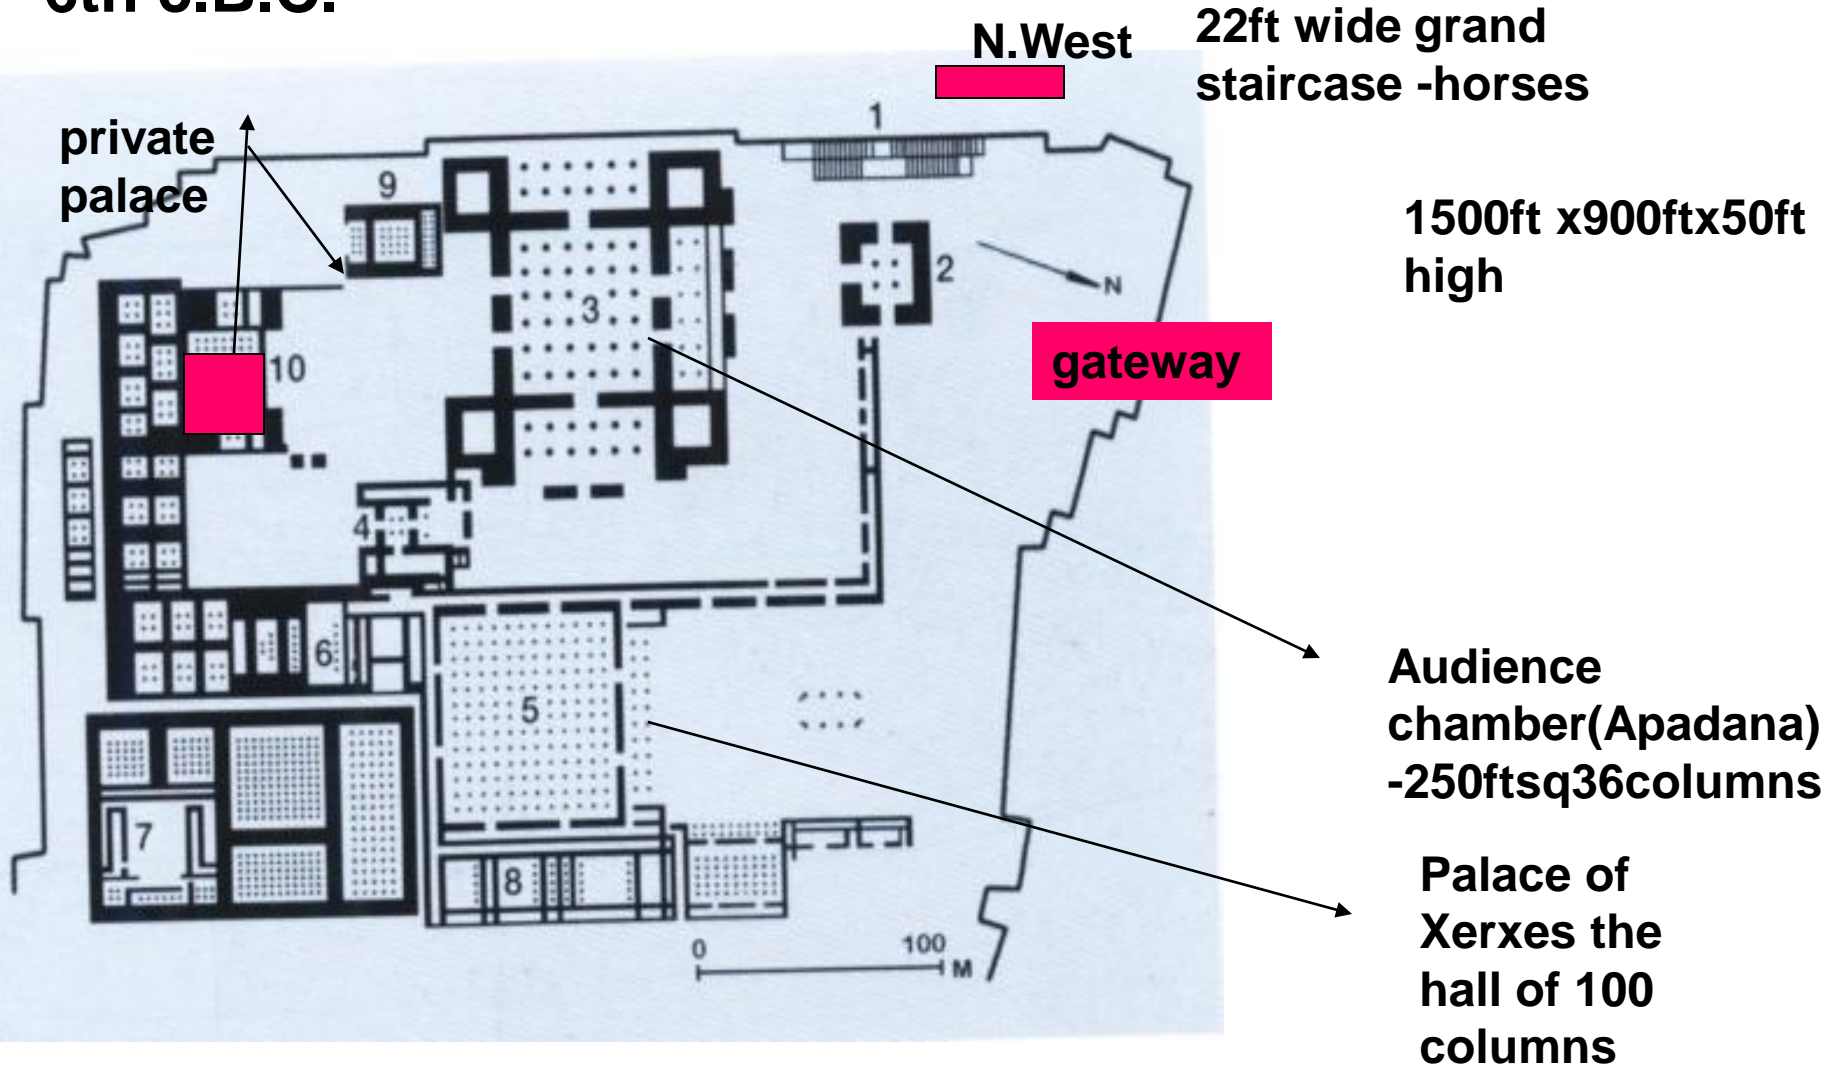 N.West
22ft wide grand
staircase -horses
1
private
palace
9
1500ft x900ftx50ft
high
2
N
3
gateway
10
4
Audience
chamber(Apadana)
-250ftsq36columns
6
5
7
8
Palace of
Xerxes the
hall of 100
columns
0
100
M